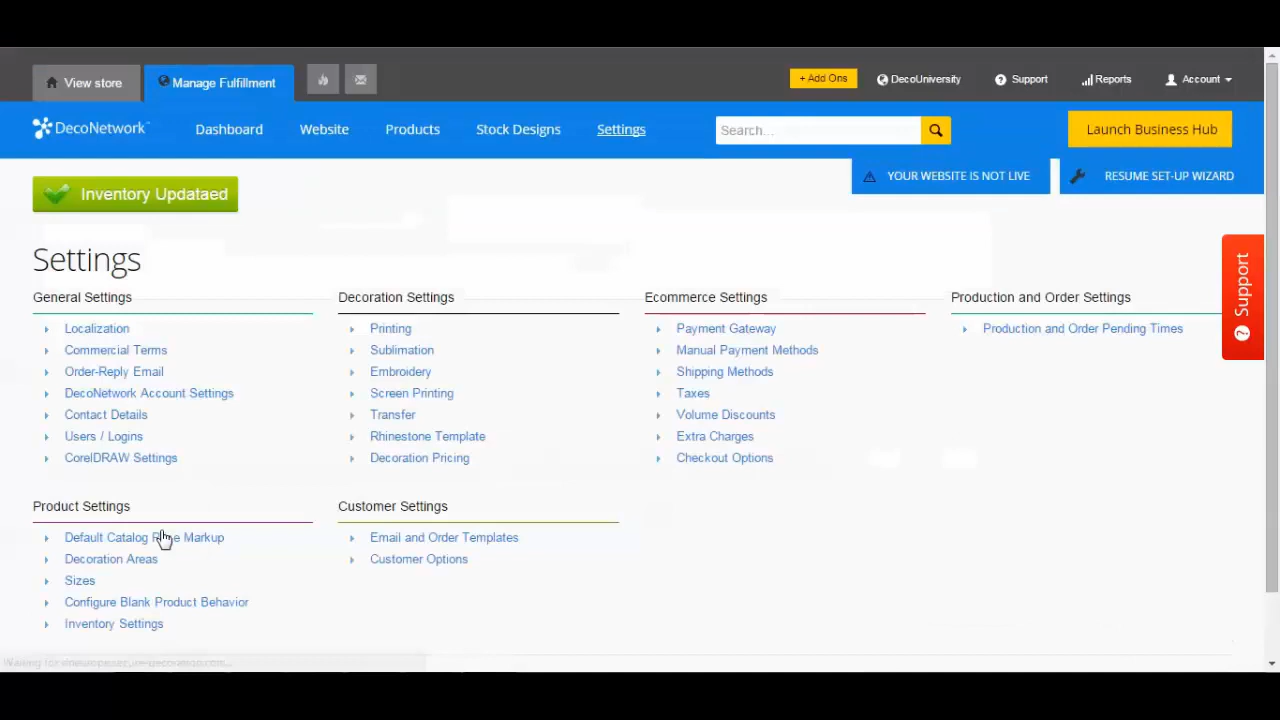 View store
Manage Fulfillment
+ Add Ons
DecoUniversity
Support
Reports
Account
DecoNetwork
Dashboard
Website
Products
Stock Designs
Settings
Search...
Launch Business Hub
Inventory Updataed
YOUR WEBSITE IS NOT LIVE
RESUME SET-UP WIZARD
Support
Settings
General Settings
Localization
Commercial Terms
Order-Reply Email
DecoNetwork Account Settings
Contact Details
Users / Logins
CorelDRAW Settings
Decoration Settings
Printing
Sublimation
Embroidery
Screen Printing
Transfer
Rhinestone Template
Decoration Pricing
Ecommerce Settings
Payment Gateway
Manual Payment Methods
Shipping Methods
Taxes
Volume Discounts
Extra Charges
Checkout Options
Production and Order Settings
Production and Order Pending Times
Product Settings
Default Catalog Markup
Decoration Areas
Sizes
Configure Blank Product Behavior
Inventory Settings
Customer Settings
Email and Order Templates
Customer Options
Waiting for